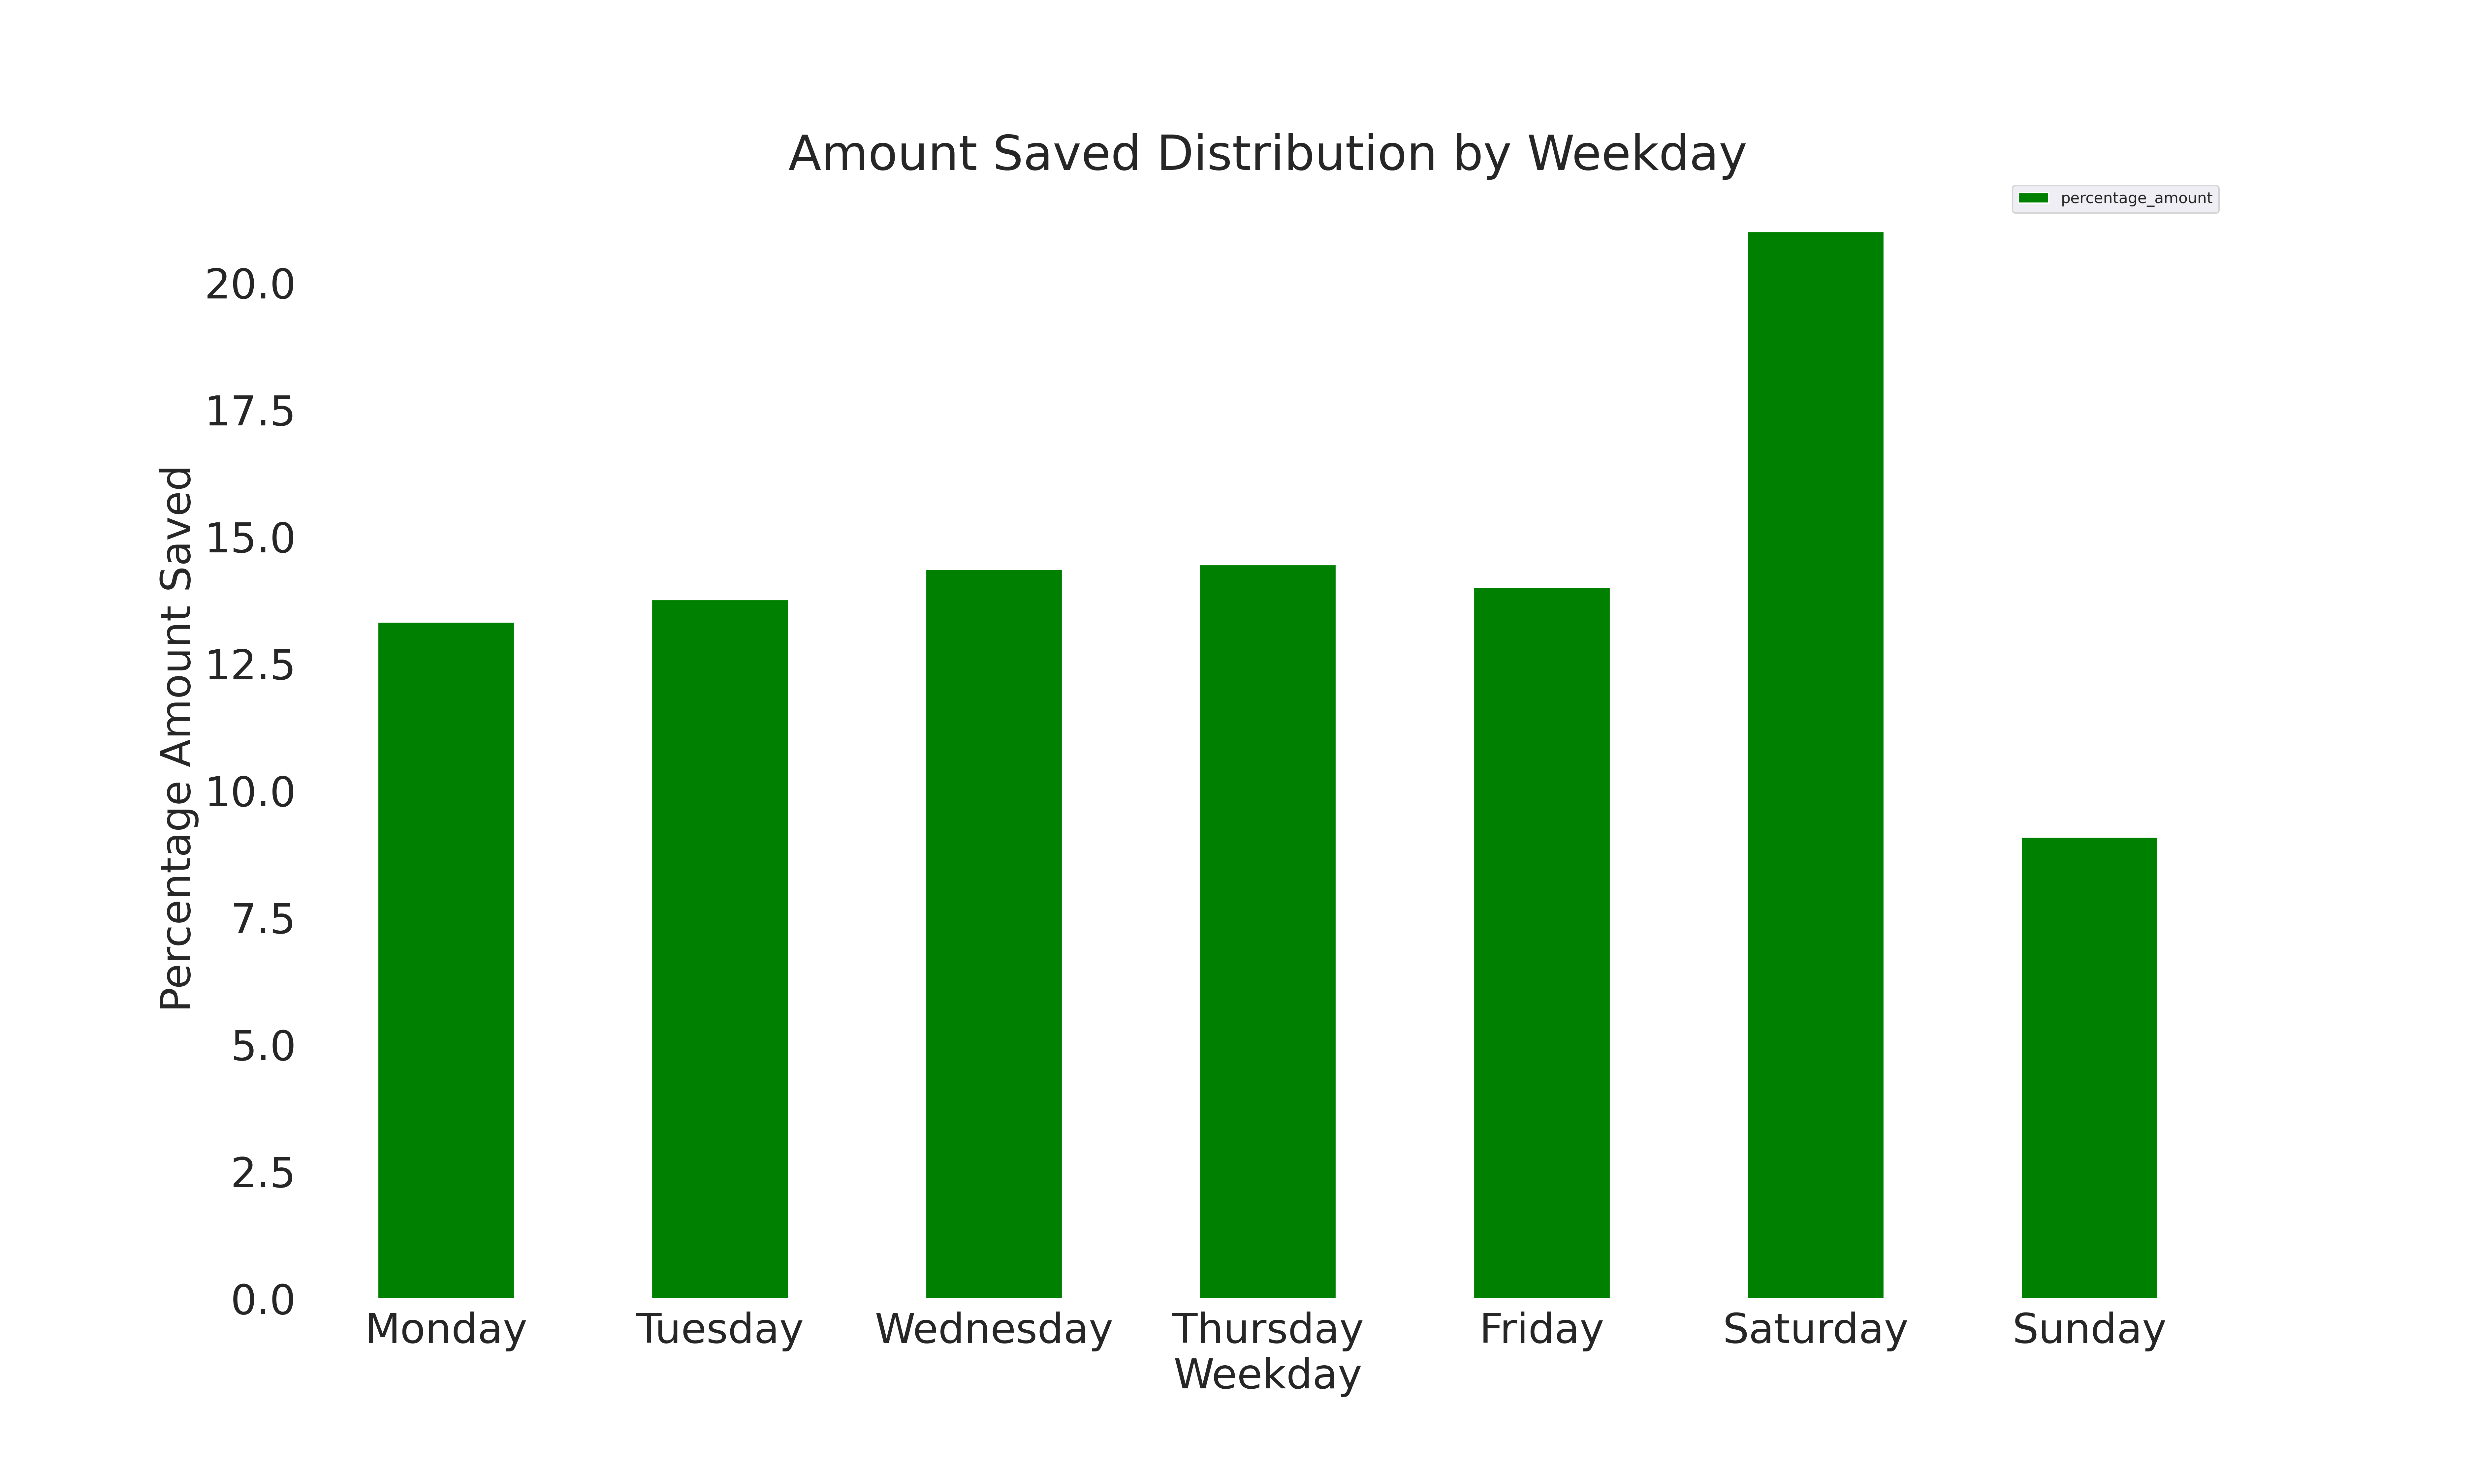 Amount Saved Distribution by Weekday
percentage_amount
Percentage Amount Saved
20.0
17.5
15.0
12.5
10.0
7.5
5.0
2.5
0.0
Monday Tuesday Wednesday Thursday Friday Saturday Sunday
Weekday